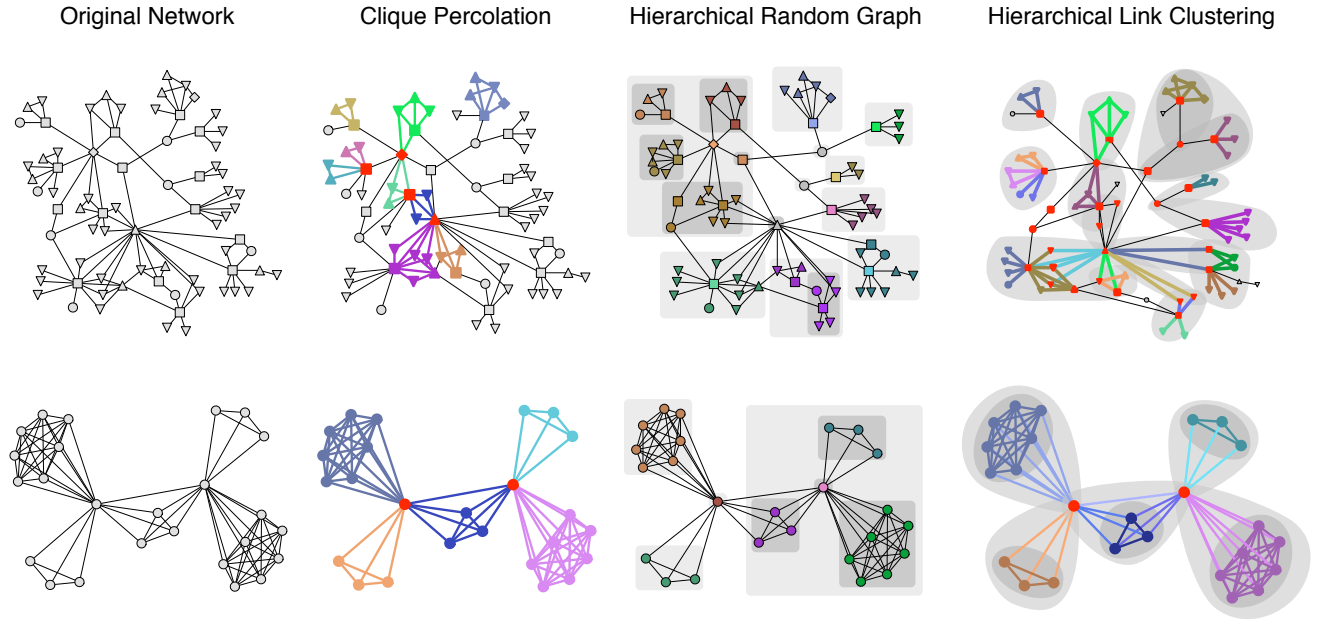 Original Network
Clique Percolation
Hierarchical Random Graph
Hierarchical Link Clustering